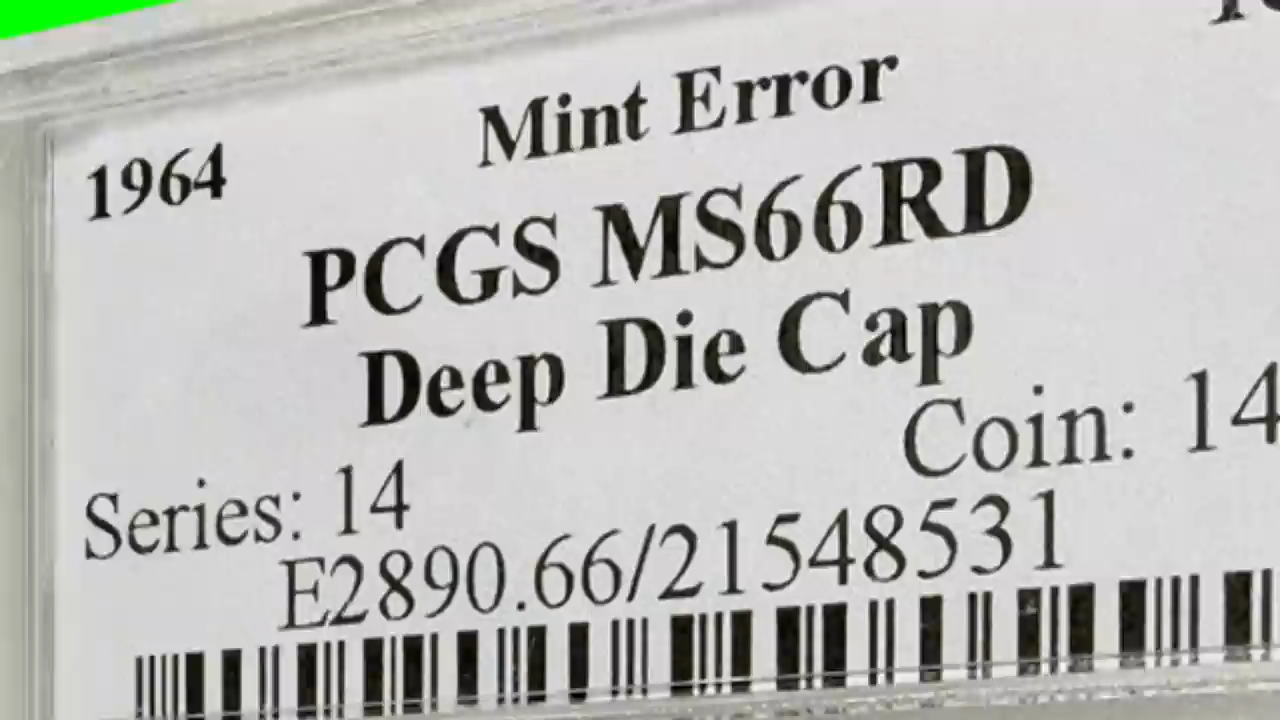 Mint Error
1964
PCGS MS66RD
Deep Die Cap
Series: 14
Coin: 14
E2890.66/21548531